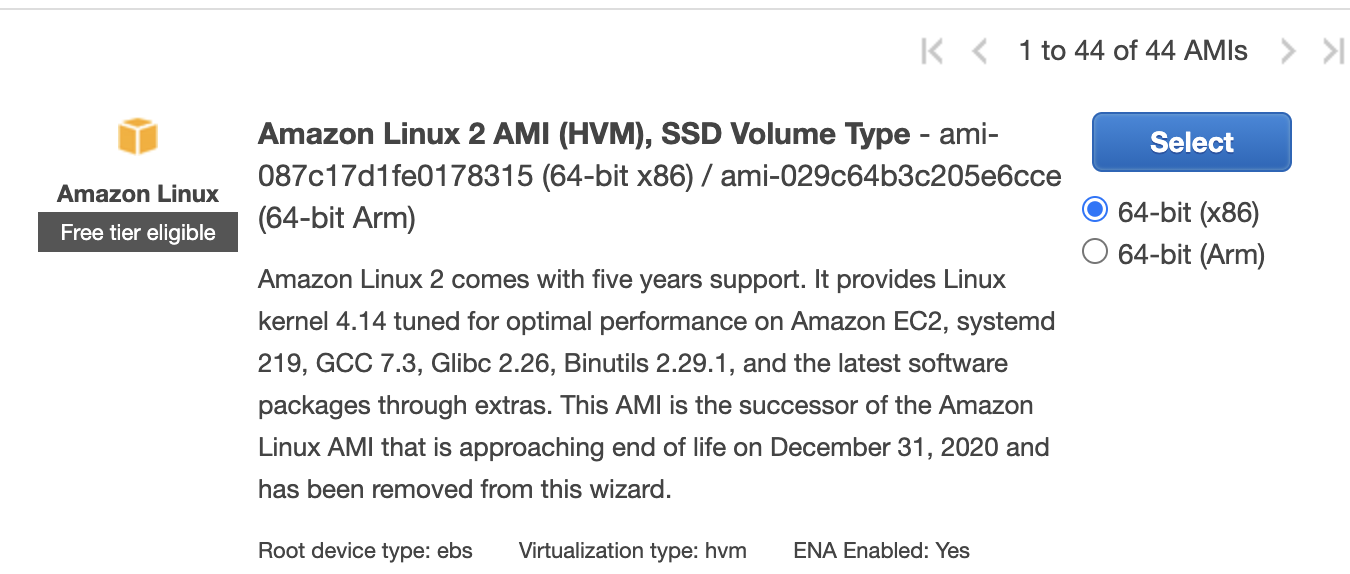 1 to 44 of 44 AMIs
Amazon Linux
Free tier eligible
Amazon Linux 2 AMI (HVM), SSD Volume Type - ami-
087c17d1fe0178315 (64-bit x86) / ami-029c64b3c205e6cce
(64-bit Arm)
Amazon Linux 2 comes with five years support. It provides Linux
kernel 4.14 tuned for optimal performance on Amazon EC2, systemd
219, GCC 7.3, Glibc 2.26, Binutils 2.29.1, and the latest software
packages through extras. This AMI is the successor of the Amazon
Linux AMI that is approaching end of life on December 31, 2020 and
has been removed from this wizard.
Root device type: ebs Virtualization type: hvm ENA Enabled: Yes
Select
64-bit (x86)
64-bit (Arm)